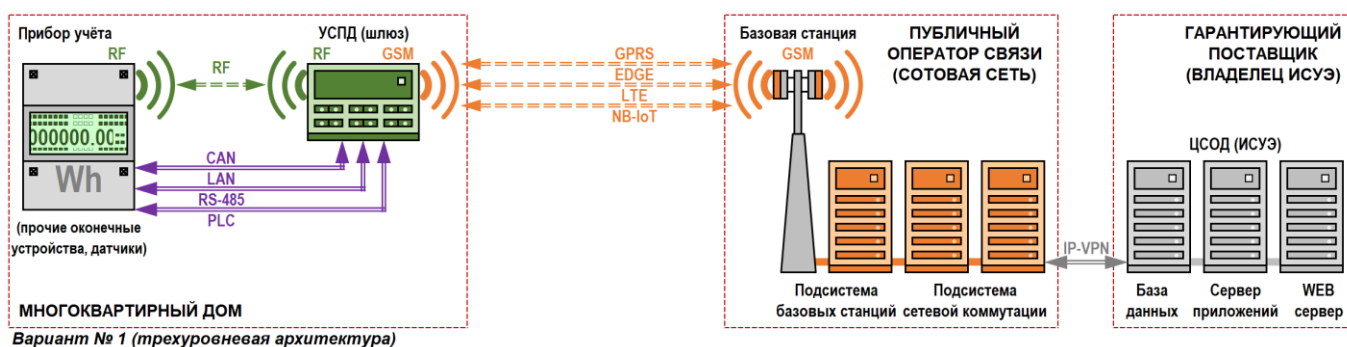 Прибор учёта
RF
RF
УСПД (шлюз)
RF
GSM
000000.00
Wh
CAN
LAN
RS-485
PLC
(прочие оконечные
устройства, датчики)
МНОГОКВАРТИРНЫЙ ДОМ
GPRS
EDGE
LTE
NB-IoT
Базовая станция
GSM
ПУБЛИЧНЫЙ
ОПЕРАТОР СВЯЗИ
(СОТОВАЯ СЕТЬ)
Подсистема
базовых станций
Подсистема
сетевой коммутации
IP-VPN
ГАРАНТИРУЮЩИЙ
ПОСТАВЩИК
(ВЛАДЕЛЕЦ ИСУЭ)
ЦСОД (ИСУЭ)
База
данных
Сервер
приложений
WEB
сервер
Вариант № 1 (трехуровневая архитектура)